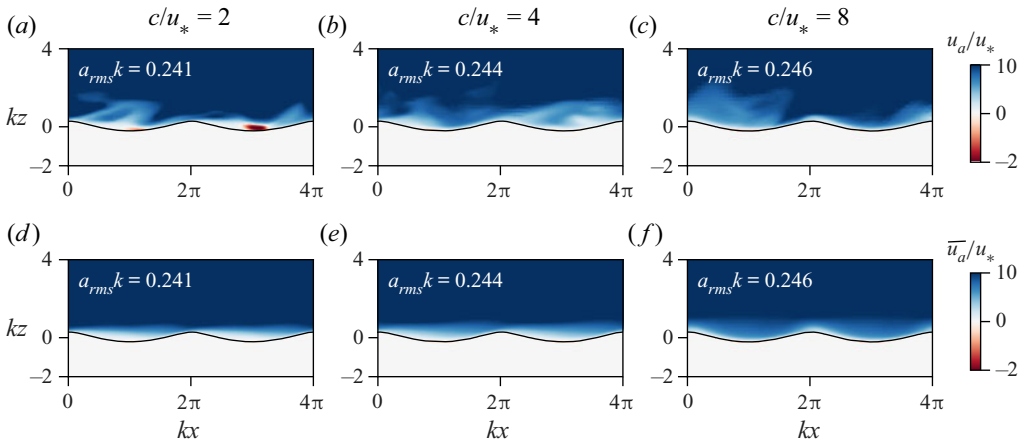 c/u* = 2
c/u* = 4
c/u* = 8
(a) (b) (c)
u_a/u*
4 4 4
a_rms k = 0.241 a_rms k = 0.244 a_rms k = 0.246
10
kz 0 0 0
0
–2 –2 –2
–2
0 2π 4π 0 2π 4π 0 2π 4π
(d) (e) (f)
u̅_a̅/u*
4 4 4
a_rms k = 0.241 a_rms k = 0.244 a_rms k = 0.246
10
kz 0 0 0
0
–2 –2 –2
–2
0 2π 4π 0 2π 4π 0 2π 4π
kx kx kx